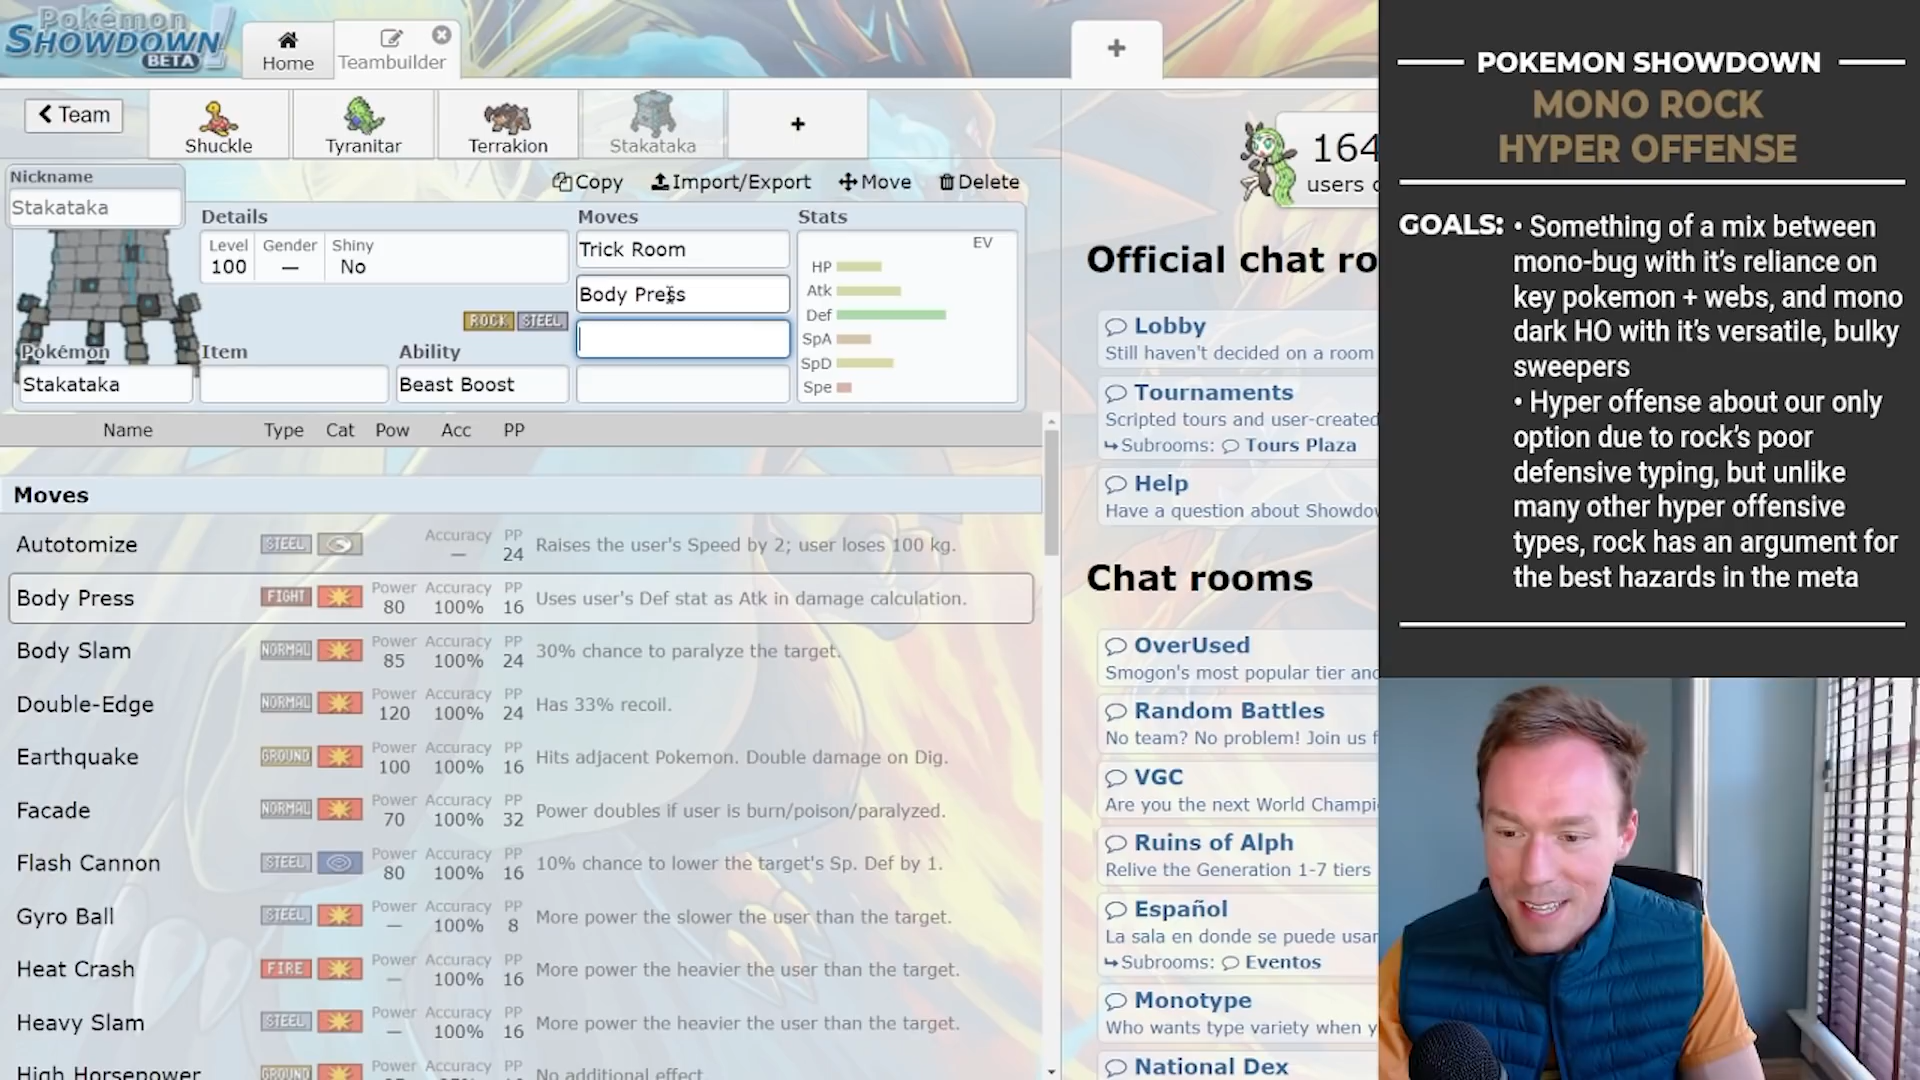 Pokémon
SHOWDOWN!
BETA
Home
Teambuilder
+
Team
Shuckle
Tyranitar
Terrakion
Stakataka
+
Nickname
Stakataka
Copy
Import/Export
Move
Delete
Details
Moves
Stats
Level
Gender
Shiny
100
—
No
ROCK
STEEL
Pokémon
Item
Ability
Stakataka
Beast Boost
Trick Room
Body Press
EV
HP
Atk
Def
SpA
SpD
Spe
Name Type Cat Pow Acc PP
Moves
Autotomize STEEL Accuracy — PP 24 Raises the user's Speed by 2; user loses 100 kg.
Body Press FIGHT Power 80 Accuracy 100% PP 16 Uses user's Def stat as Atk in damage calculation.
Body Slam NORMAL Power 85 Accuracy 100% PP 24 30% chance to paralyze the target.
Double-Edge NORMAL Power 120 Accuracy 100% PP 24 Has 33% recoil.
Earthquake GROUND Power 100 Accuracy 100% PP 16 Hits adjacent Pokemon. Double damage on Dig.
Facade NORMAL Power 70 Accuracy 100% PP 32 Power doubles if user is burn/poison/paralyzed.
Flash Cannon STEEL Power 80 Accuracy 100% PP 16 10% chance to lower the target's Sp. Def by 1.
Gyro Ball STEEL Power — Accuracy 100% PP 8 More power the slower the user than the target.
Heat Crash FIRE Power — Accuracy 100% PP 16 More power the heavier the user than the target.
Heavy Slam STEEL Power — Accuracy 100% PP 16 More power the heavier the user than the target.
High Horsepower GROUND Power No additional effect
164
users
Official chat ro
Lobby
Still haven't decided on a room
Tournaments
Scripted tours and user-created
Subrooms: Tours Plaza
Help
Have a question about Showdo
Chat rooms
OverUsed
Smogon's most popular tier an
Random Battles
No team? No problem! Join us f
VGC
Are you the next World Champi
Ruins of Alph
Relive the Generation 1-7 tiers
Español
La sala en donde se puede usar
Subrooms: Eventos
Monotype
Who wants type variety when y
National Dex
POKEMON SHOWDOWN
MONO ROCK
HYPER OFFENSE
GOALS: • Something of a mix between
mono-bug with it's reliance on
key pokemon + webs, and mono
dark HO with it's versatile, bulky
sweepers
• Hyper offense about our only
option due to rock's poor
defensive typing, but unlike
many other hyper offensive
types, rock has an argument for
the best hazards in the meta